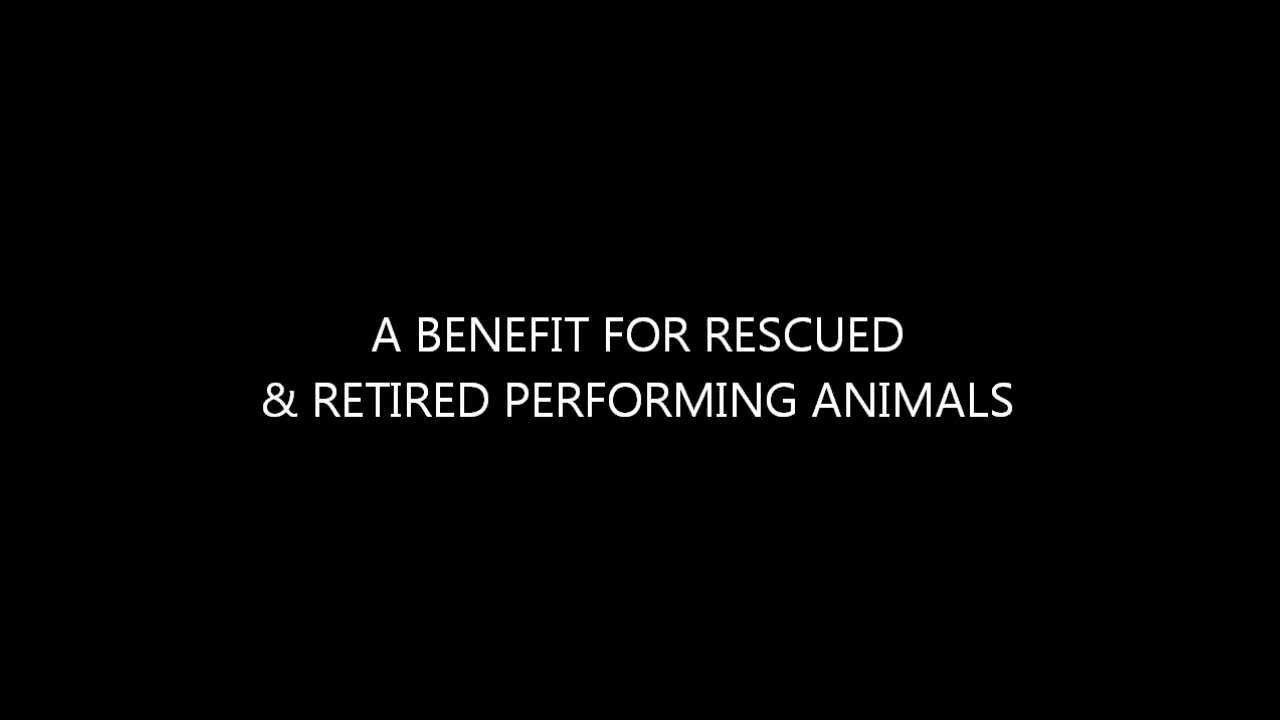 A BENEFIT FOR RESCUED
& RETIRED PERFORMING ANIMALS